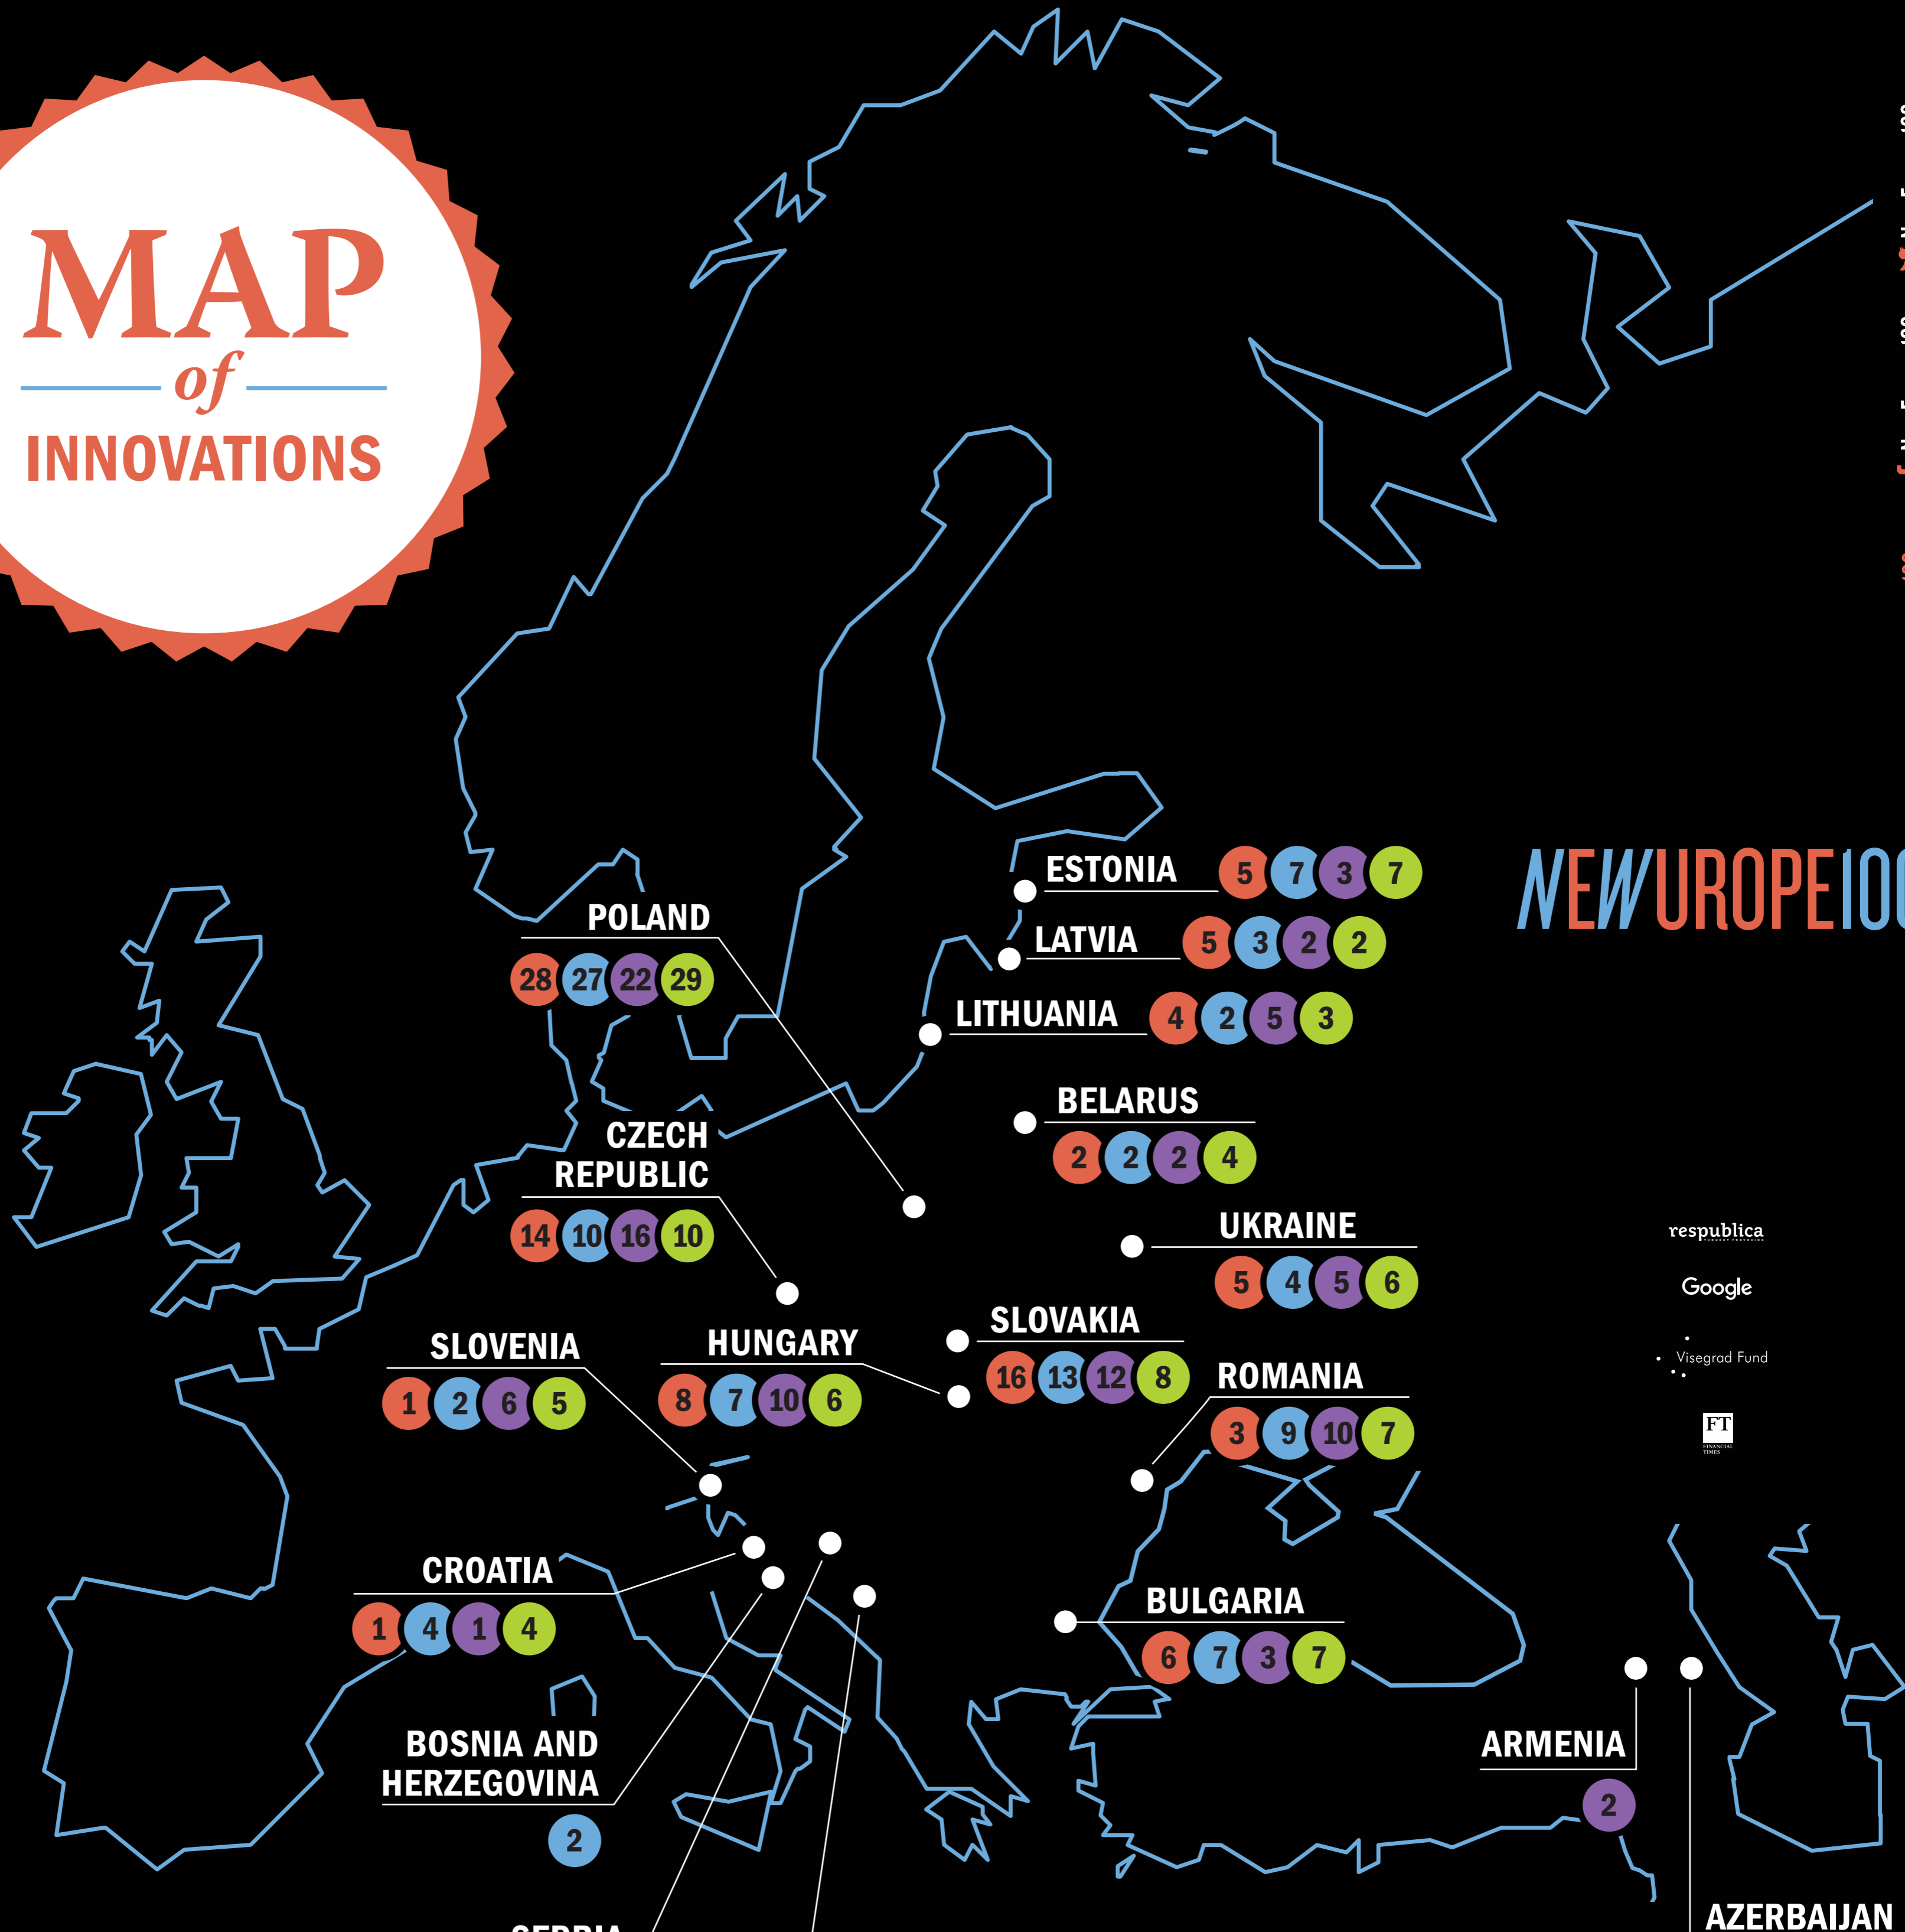 MAP
of
INNOVATIONS
ESTONIA
5 7 3 7
NEWEUROPE100
LATVIA
5 3 2 2
POLAND
28 27 22 29
LITHUANIA
4 2 5 3
BELARUS
2 2 2 4
CZECH
REPUBLIC
14 10 16 10
UKRAINE
5 4 5 6
respublica
Google
Visegrad Fund
FT
FINANCIAL
TIMES
SLOVAKIA
16 13 12 8
HUNGARY
8 7 10 6
SLOVENIA
1 2 6 5
ROMANIA
3 9 10 7
CROATIA
1 4 1 4
BULGARIA
6 7 3 7
BOSNIA AND
HERZEGOVINA
2
ARMENIA
2
SERBIA
AZERBAIJAN